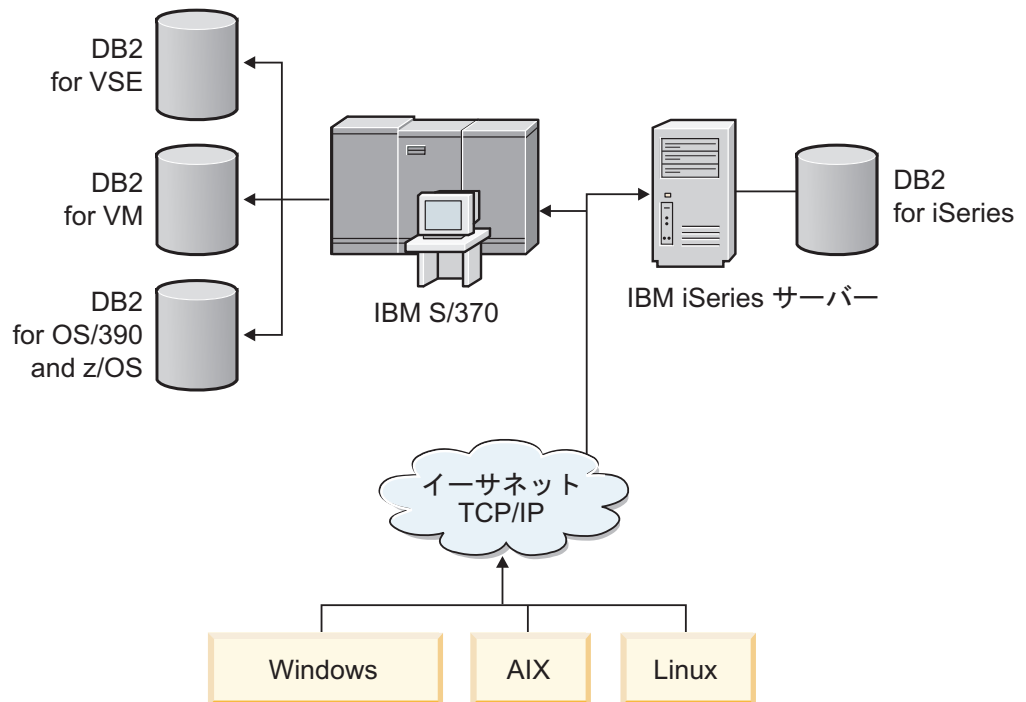 DB2
for VSE
DB2
for VM
DB2
for OS/390
and z/OS
IBM S/370
IBM iSeries サーバー
DB2
for iSeries
イーサネット
TCP/IP
Windows
AIX
Linux